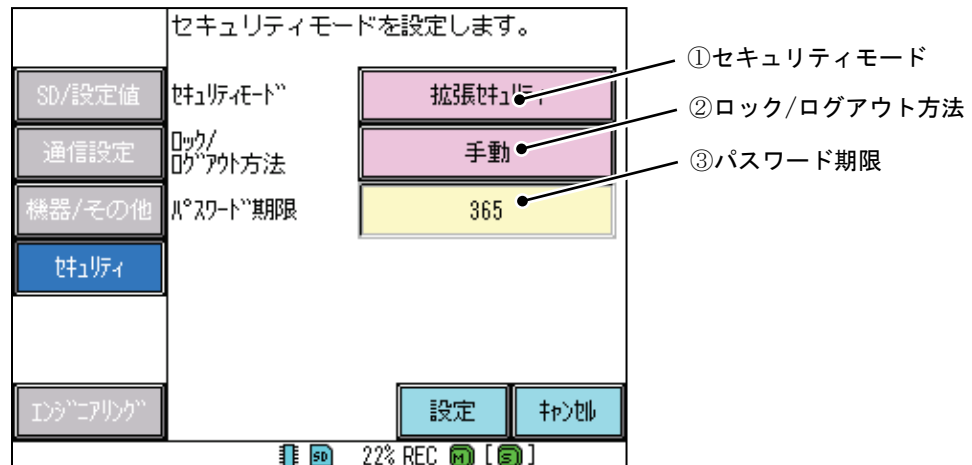 セキュリティモードを設定します。
①セキュリティモード
SD/設定値
ｾｷｭﾘﾃｨﾓｰﾄﾞ
拡張ｾｷｭﾘﾃｨ
②ロック/ログアウト方法
通信設定
ﾛｯｸ/
ﾛｸﾞｱｳﾄ方法
手動
③パスワード期限
機器/その他
ﾊﾟｽﾜｰﾄﾞ期限
365
ｾｷｭﾘﾃｨ
ｴﾝｼﾞﾆｱﾘﾝｸﾞ
設定
ｷｬﾝｾﾙ
SD 22% REC M [S]